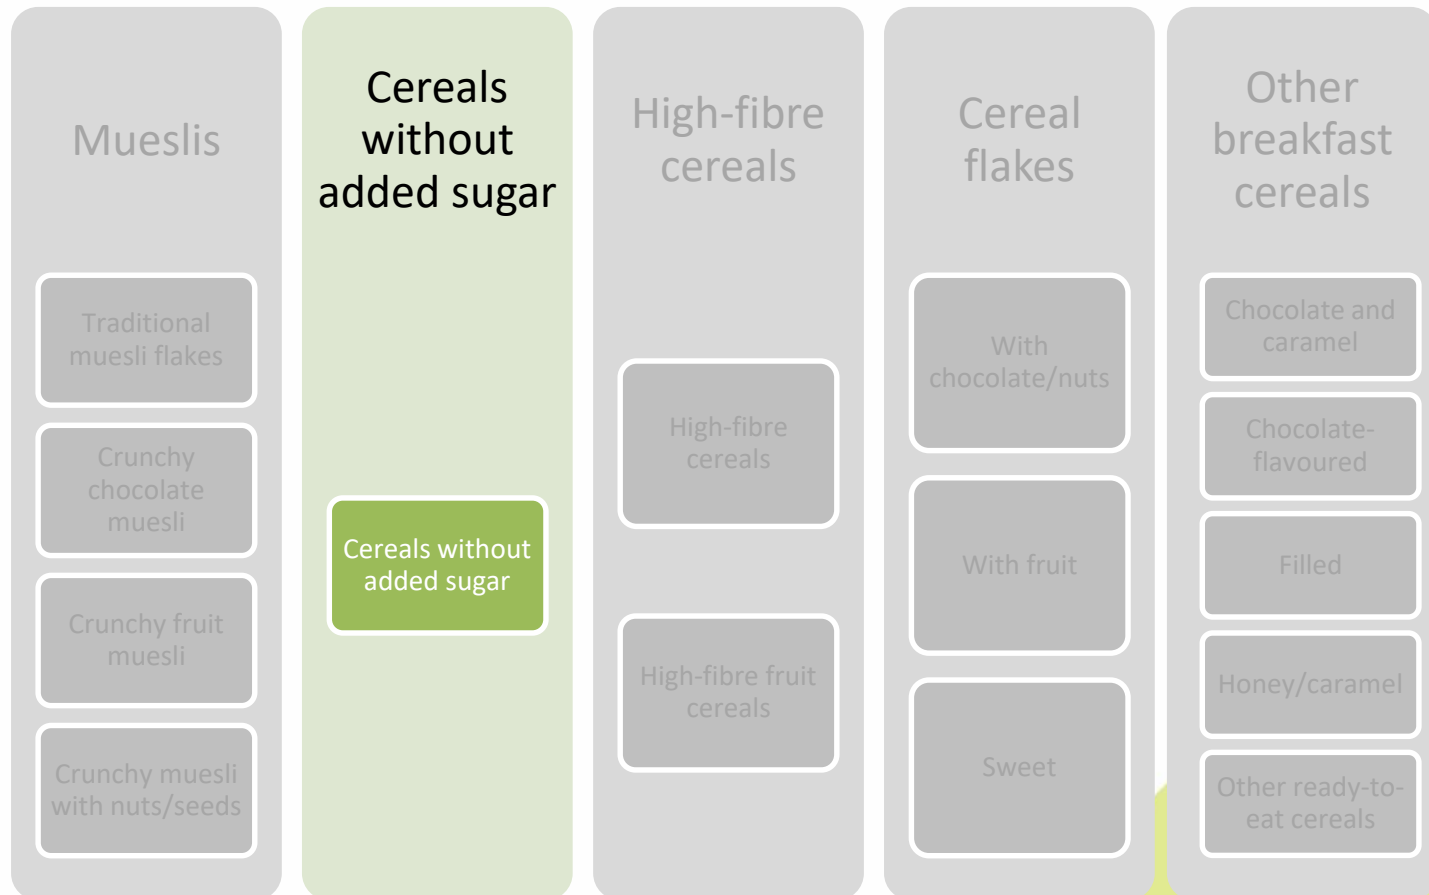 Mueslis
Traditional
muesli flakes
Crunchy
chocolate
muesli
Crunchy fruit
muesli
Crunchy muesli
with nuts/seeds
Cereals
without
added sugar
Cereals without
added sugar
High-fibre
cereals
High-fibre
cereals
High-fibre fruit
cereals
Cereal
flakes
With
chocolate/nuts
With fruit
Sweet
Other
breakfast
cereals
Chocolate and
caramel
Chocolate-
flavoured
Filled
Honey/caramel
Other ready-to-
eat cereals